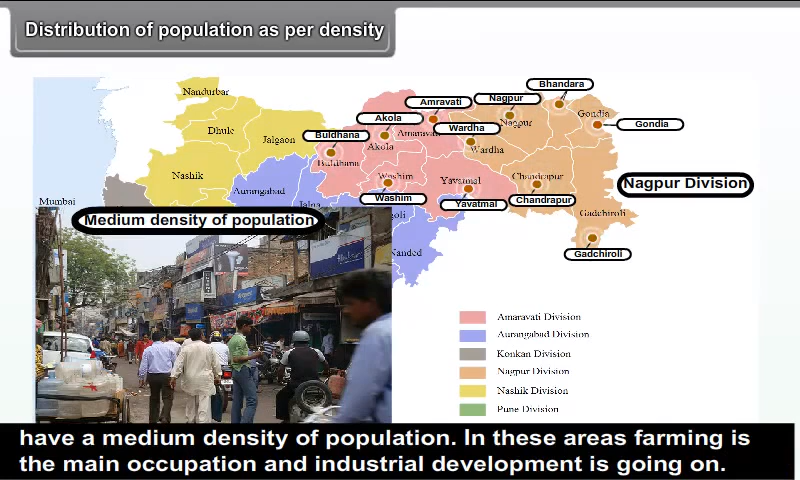 Distribution of population as per density
Bhandara
Nandurbar
Amravati
Nagpur
Akola
Gondia
Gondia
Dhule
Buldhana
Amaravati
Wardha
Nagpur
Jalgaon
Akola
Wardha
Buldhana
Nashik
Washim
Yavatmal
Chandrapur
Nagpur Division
Aurangabad
Mumbai
Jalna
Washim
Yavatmal
Chandrapur
Gadchiroli
Medium density of population
Nanded
Gadchiroli
Amaravati Division
Aurangabad Division
Konkan Division
Nagpur Division
Nashik Division
Pune Division
have a medium density of population. In these areas farming is
the main occupation and industrial development is going on.